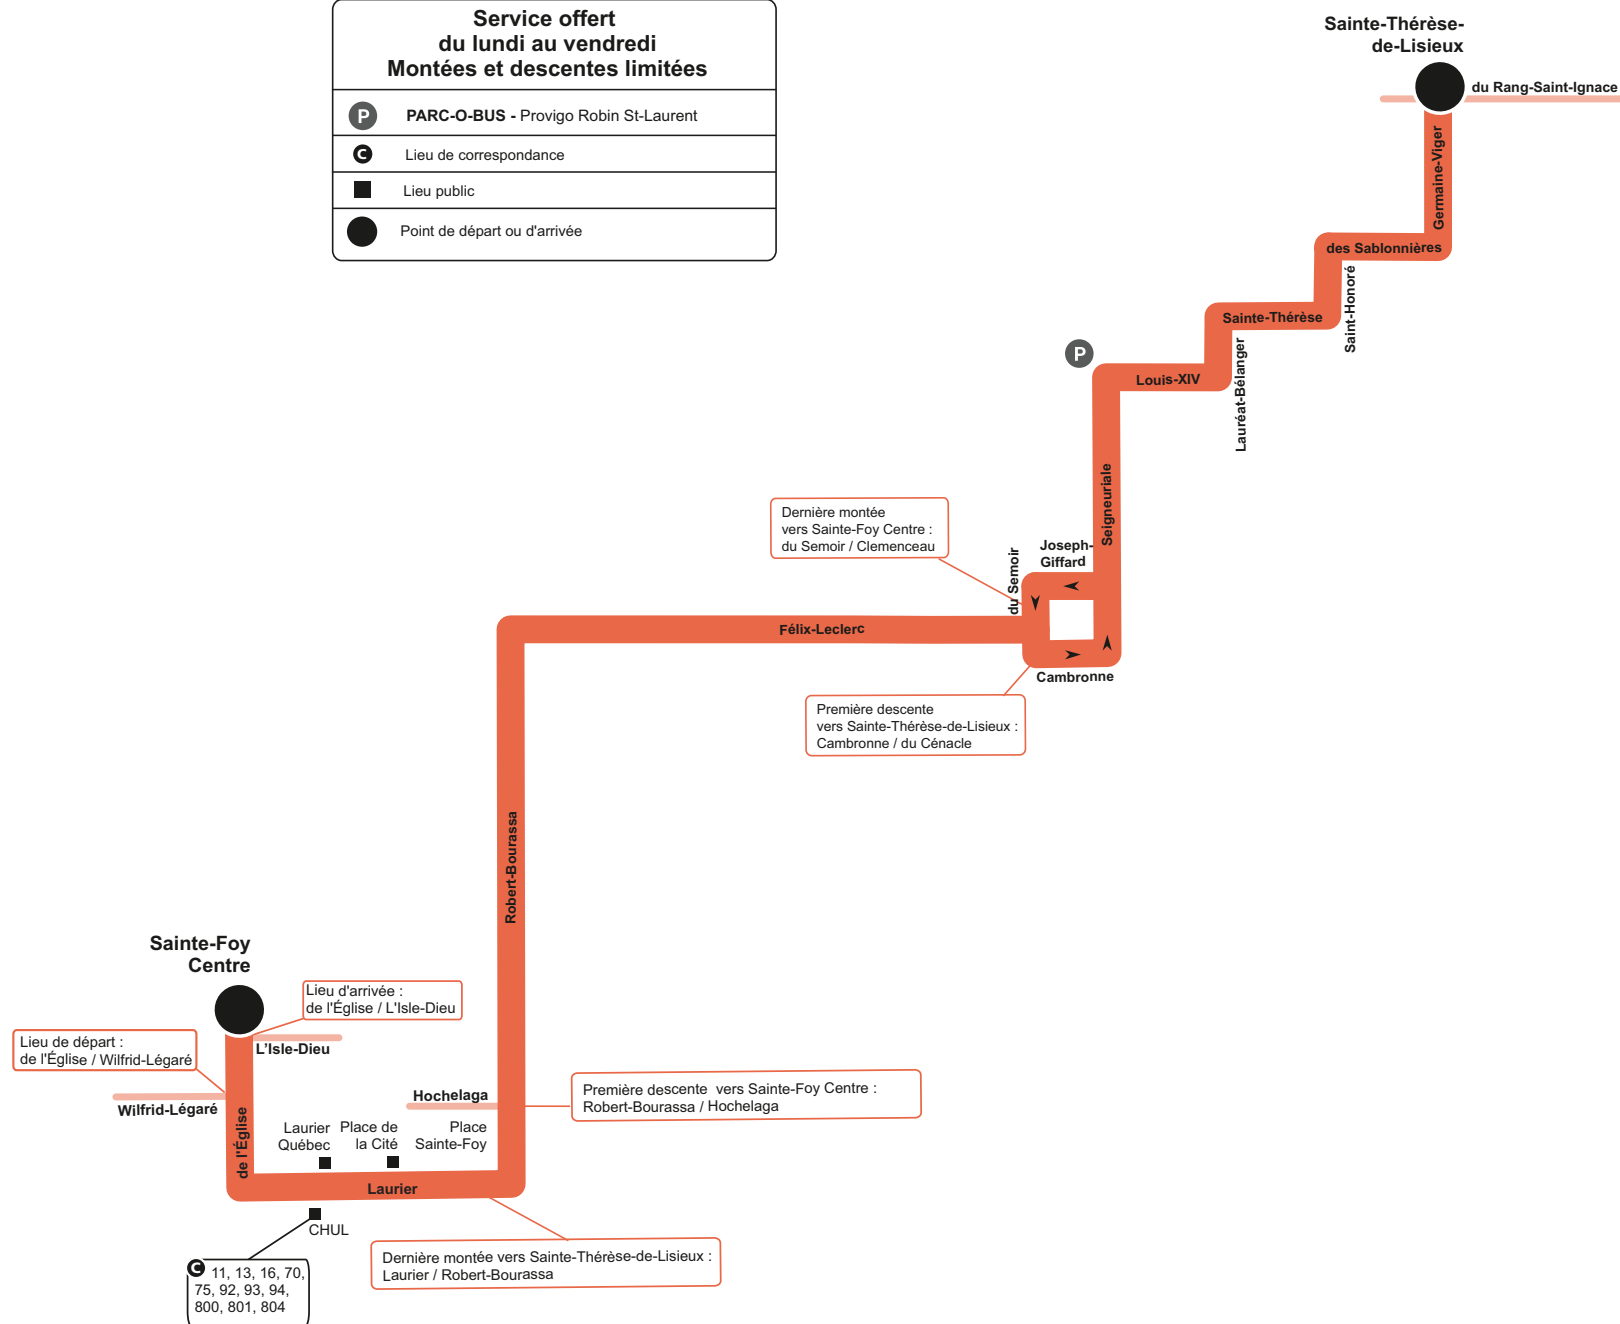 Service offert
du lundi au vendredi
Montées et descentes limitées
P PARC-O-BUS - Provigo Robin St-Laurent
C Lieu de correspondance
Lieu public
Point de départ ou d'arrivée
Sainte-Thérèse-
de-Lisieux
du Rang-Saint-Ignace
Germaine-Viger
des Sablonnières
Saint-Honoré
Sainte-Thérèse
Lauréat-Bélanger
P
Louis-XIV
Seigneuriale
Dernière montée
vers Sainte-Foy Centre :
du Semoir / Clemenceau
du Semoir
Joseph-
Giffard
Félix-Leclerc
Cambronne
Première descente
vers Sainte-Thérèse-de-Lisieux :
Cambronne / du Cénacle
Robert-Bourassa
Sainte-Foy
Centre
Lieu d'arrivée :
de l'Église / L'Isle-Dieu
Lieu de départ :
de l'Église / Wilfrid-Légaré
L'Isle-Dieu
Wilfrid-Légaré
de l'Église
Hochelaga
Première descente vers Sainte-Foy Centre :
Robert-Bourassa / Hochelaga
Laurier
Québec
Place de
la Cité
Place
Sainte-Foy
Laurier
CHUL
Dernière montée vers Sainte-Thérèse-de-Lisieux :
Laurier / Robert-Bourassa
C 11, 13, 16, 70,
75, 92, 93, 94,
800, 801, 804